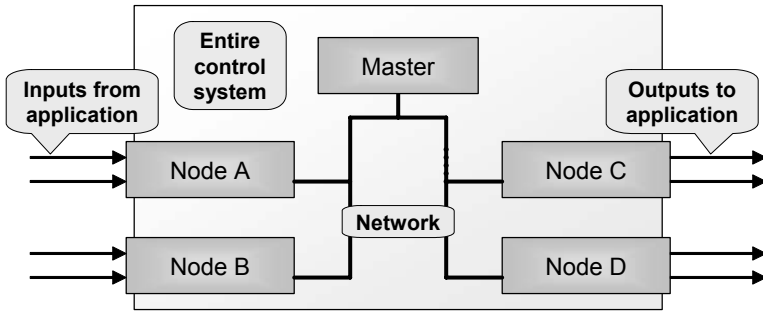 Entire
control
system
Master
Inputs from
application
Outputs to
application
Node A
Node C
Network
Node B
Node D